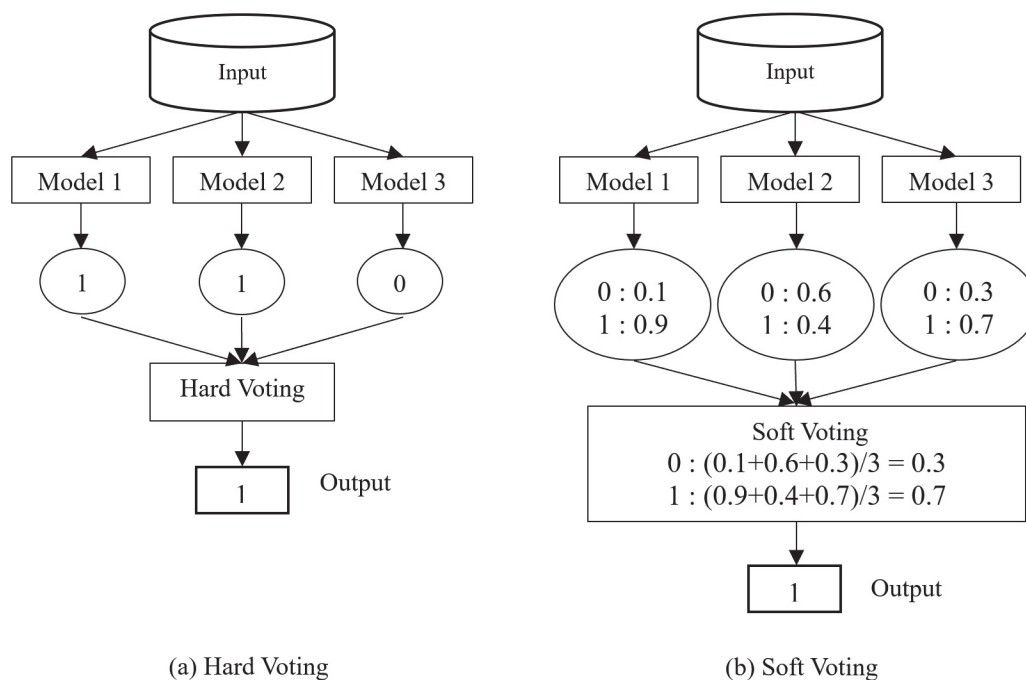 Input
Model 1
Model 2
Model 3
1
1
0
Hard Voting
1
Output
(a) Hard Voting
Input
Model 1
Model 2
Model 3
0 : 0.1
1 : 0.9
0 : 0.6
1 : 0.4
0 : 0.3
1 : 0.7
Soft Voting
0 : (0.1+0.6+0.3)/3 = 0.3
1 : (0.9+0.4+0.7)/3 = 0.7
1
Output
(b) Soft Voting